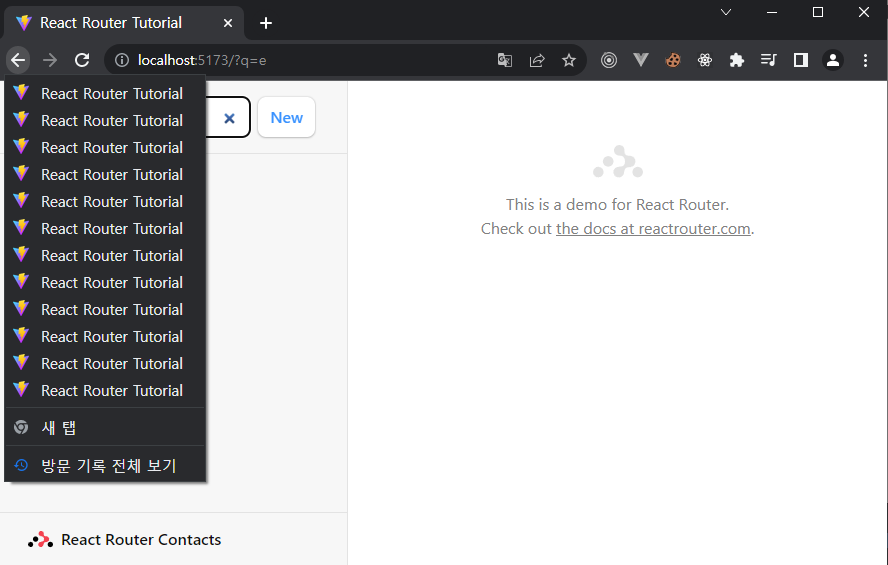 React Router Tutorial
localhost:5173/?q=e
React Router Tutorial
React Router Tutorial
React Router Tutorial
React Router Tutorial
React Router Tutorial
React Router Tutorial
React Router Tutorial
React Router Tutorial
React Router Tutorial
React Router Tutorial
React Router Tutorial
React Router Tutorial
새 탭
방문 기록 전체 보기
New
This is a demo for React Router.
Check out the docs at reactrouter.com.
React Router Contacts